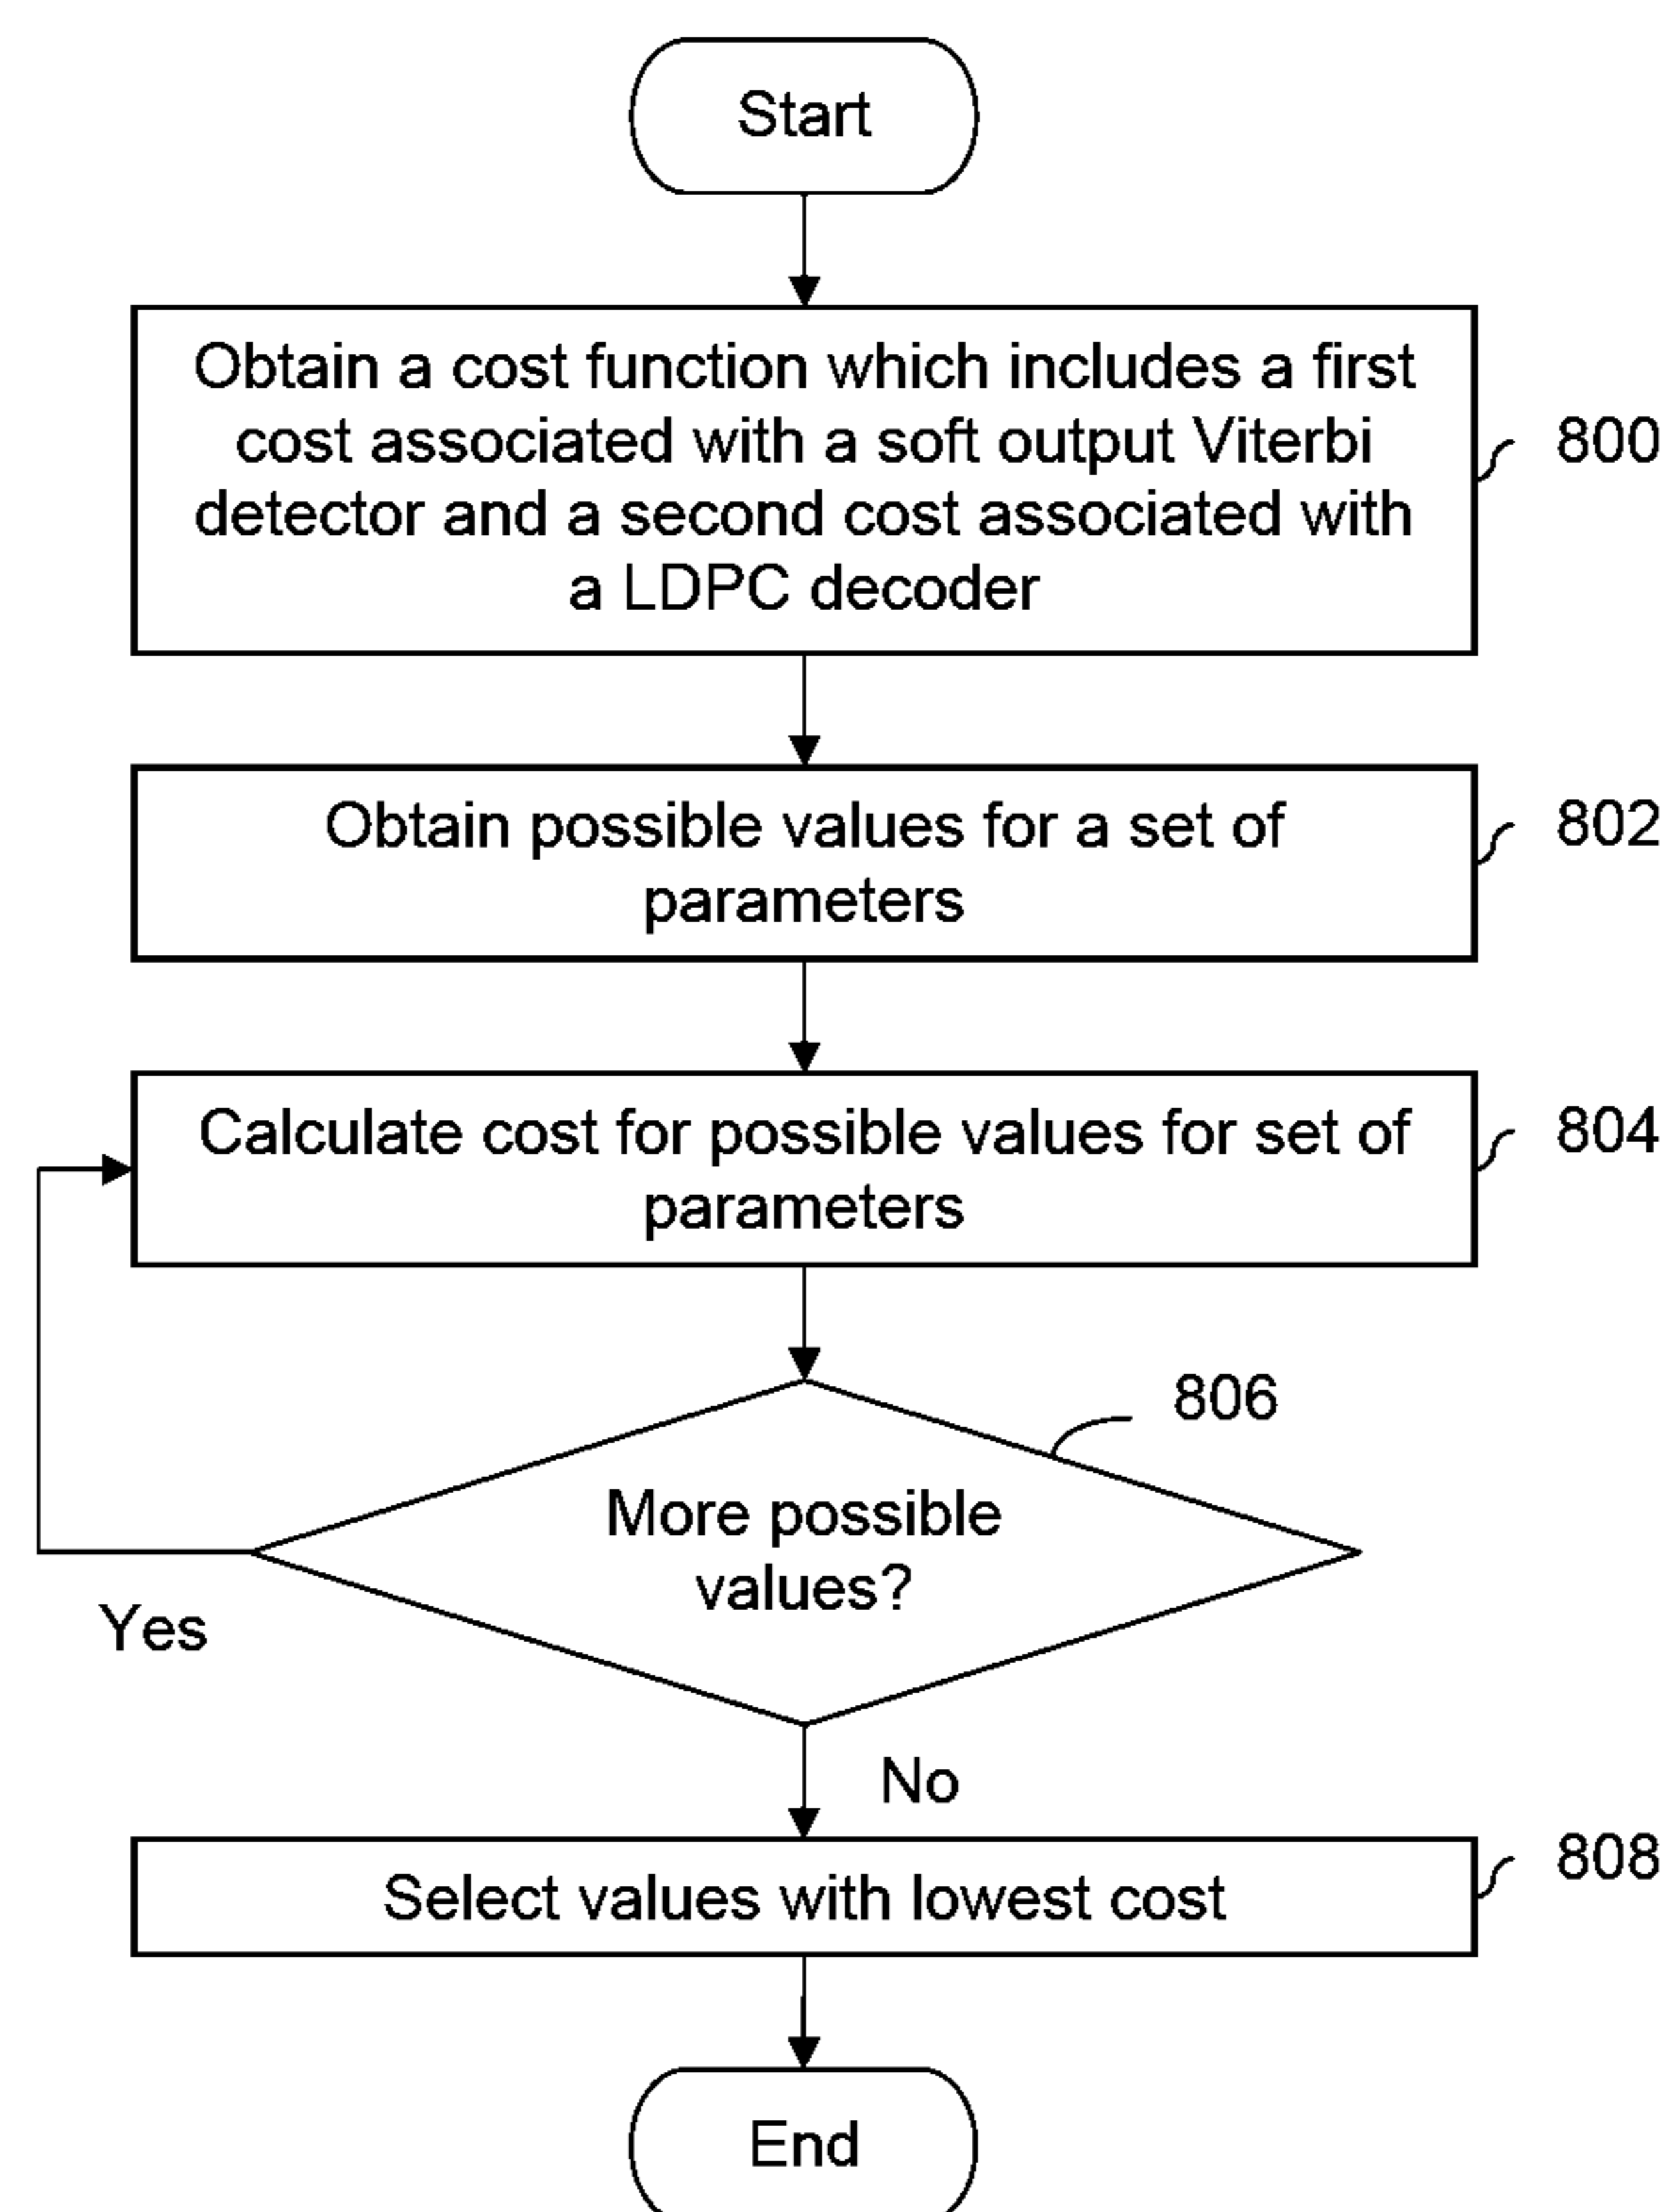 Start
Obtain a cost function which includes a first
cost associated with a soft output Viterbi
detector and a second cost associated with
a LDPC decoder
800
Obtain possible values for a set of
parameters
802
Calculate cost for possible values for set of
parameters
804
806
More possible
values?
Yes
No
Select values with lowest cost
808
End